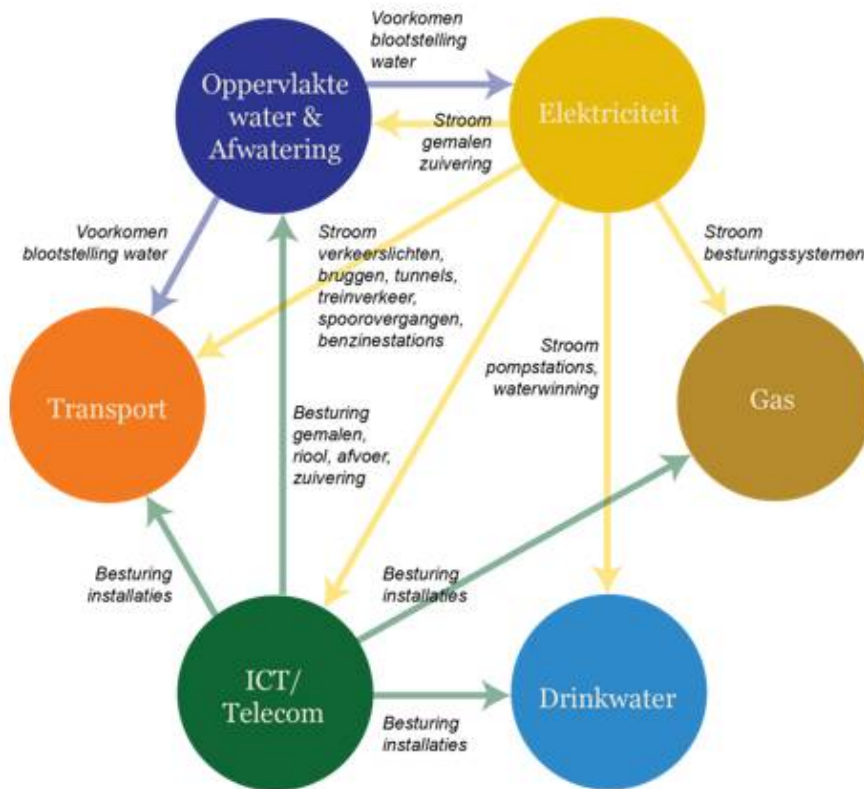 Voorkomen
blootstelling
water
Oppervlakte
water &
Afwatering
Elektriciteit
Stroom
gemalen
zuivering
Voorkomen
blootstelling water
Stroom
verkeerslichten,
bruggen, tunnels,
treinverkeer,
spoorovergangen,
benzinestations
Stroom
besturingssystemen
Stroom
pompstations,
waterwinning
Transport
Gas
Besturing
gemalen,
riool, afvoer,
zuivering
Besturing
installaties
Besturing
installaties
ICT/
Telecom
Drinkwater
Besturing
installaties